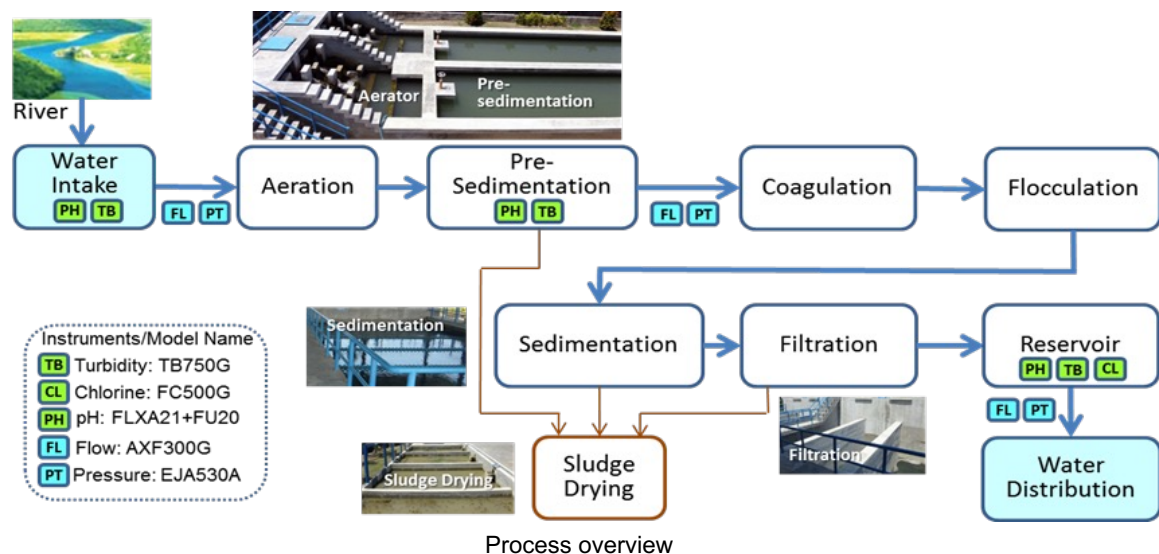 River
Aerator
Pre-
sedimentation
Water
Intake
PH TB
FL PT
Aeration
Pre-
Sedimentation
PH TB
FL PT
Coagulation
Flocculation
Sedimentation
Sedimentation
Filtration
Reservoir
PH TB CL
FL PT
Instruments/Model Name
TB Turbidity: TB750G
CL Chlorine: FC500G
PH pH: FLXA21+FU20
FL Flow: AXF300G
PT Pressure: EJA530A
Sludge Drying
Sludge
Drying
Filtration
Water
Distribution
Process overview